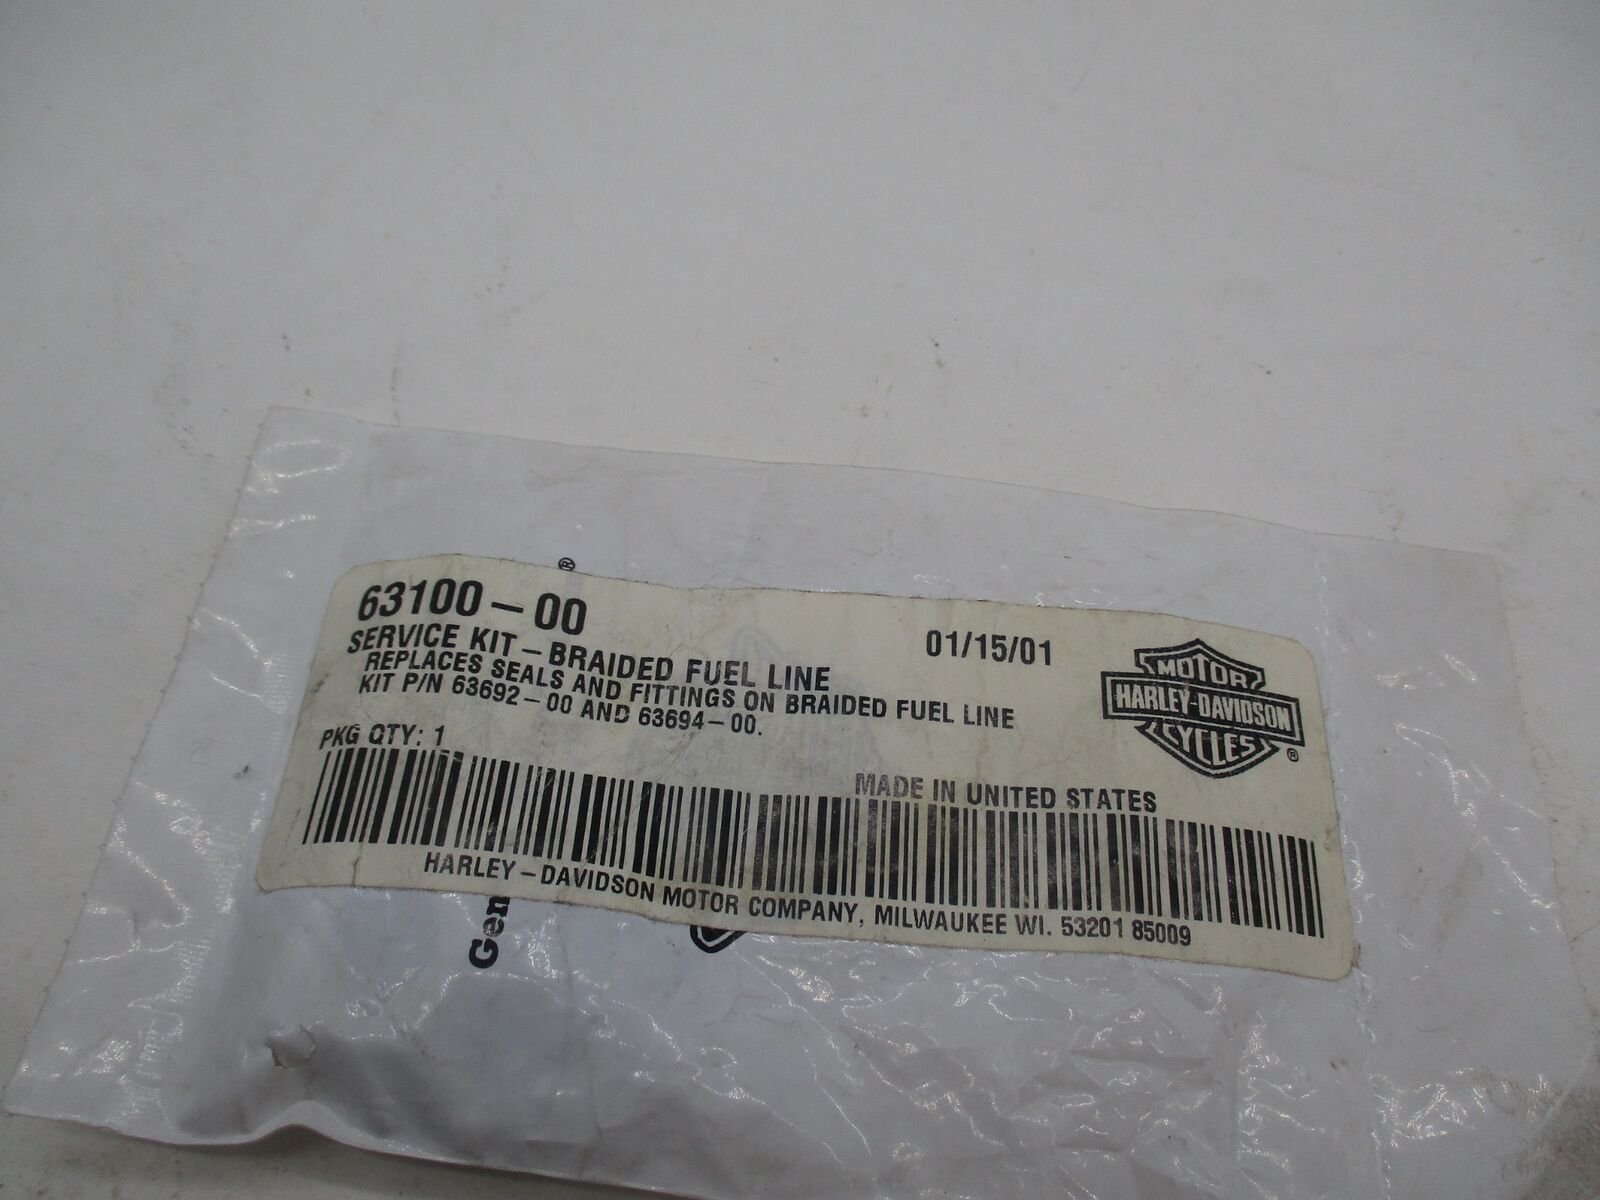 63100-00
SERVICE KIT-BRAIDED FUEL LINE
REPLACES SEALS AND FITTINGS ON BRAIDED FUEL LINE
KIT P/N 63692-00 AND 63694-00.
PKG QTY: 1
01/15/01
MOTOR
HARLEY-DAVIDSON
CYCLES
®
MADE IN UNITED STATES
HARLEY-DAVIDSON MOTOR COMPANY, MILWAUKEE WI. 53201 85009
®
Gen